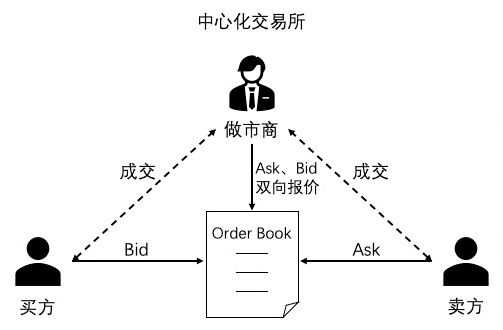 中心化交易所
做市商
成交
Ask、Bid
双向报价
成交
Order Book
Bid
Ask
买方
卖方